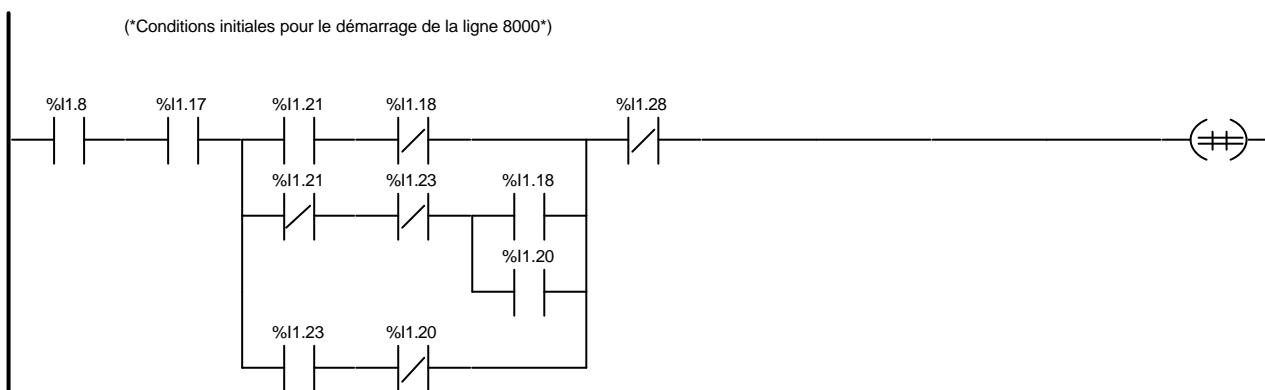 (*Conditions initiales pour le démarrage de la ligne 8000*)
%I1.8 %I1.17 %I1.21 %I1.18 %I1.28
%I1.21 %I1.23 %I1.18
%I1.20
%I1.23 %I1.20